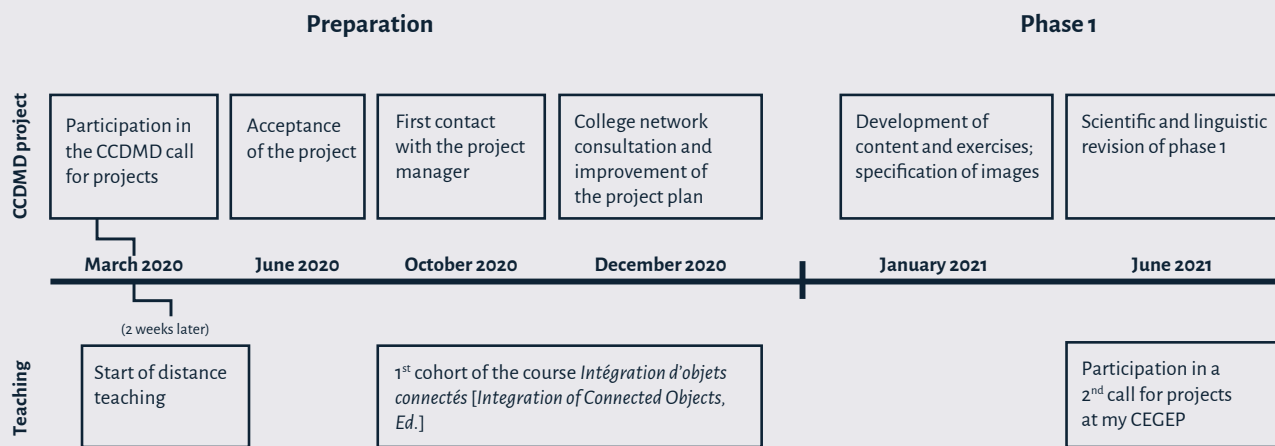 Preparation
Phase 1
CCDMD project
Participation in
the CCDMD call
for projects
Acceptance
of the project
First contact
with the project
manager
College network
consultation and
improvement of
the project plan
Development of
content and exercises;
specification of images
Scientific and linguistic
revision of phase 1
March 2020
June 2020
October 2020
December 2020
January 2021
June 2021
(2 weeks later)
Teaching
Start of distance
teaching
1st cohort of the course Intégration d'objets
connectés [Integration of Connected Objects,
Ed.]
Participation in a
2nd call for projects
at my CEGEP